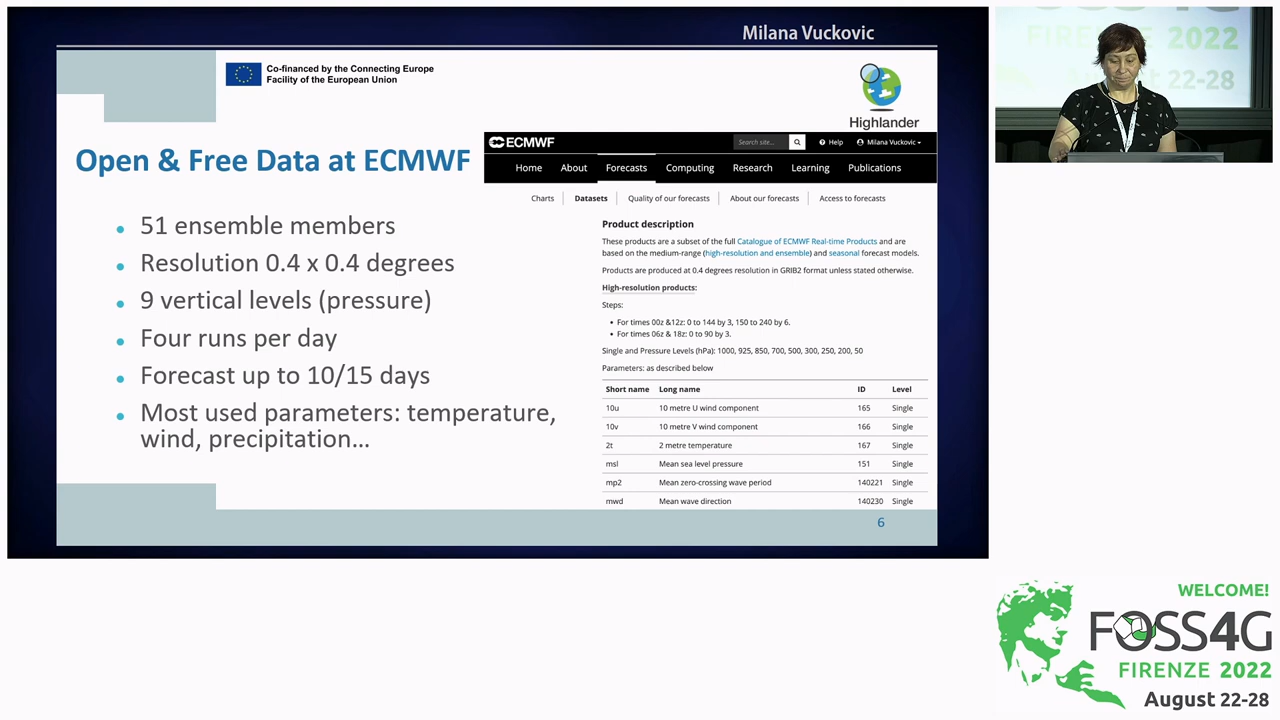 Milana Vuckovic
Co-financed by the Connecting Europe
Facility of the European Union
Highlander
Open & Free Data at ECMWF
• 51 ensemble members
• Resolution 0.4 x 0.4 degrees
• 9 vertical levels (pressure)
• Four runs per day
• Forecast up to 10/15 days
• Most used parameters: temperature,
wind, precipitation...
ECMWF
Search site...
Help
Milana Vuckovic
Home About Forecasts Computing Research Learning Publications
Charts Datasets Quality of our forecasts About our forecasts Access to forecasts
Product description
These products are a subset of the full Catalogue of ECMWF Real-time Products and are
based on the medium-range (high-resolution and ensemble) and seasonal forecast models.
Products are produced at 0.4 degrees resolution in GRIB2 format unless stated otherwise.
High-resolution products:
Steps:
• For times 00z &12z: 0 to 144 by 3, 150 to 240 by 6.
• For times 06z & 18z: 0 to 90 by 3.
Single and Pressure Levels (hPa): 1000, 925, 850, 700, 500, 300, 250, 200, 50
Parameters: as described below
Short name Long name ID Level
10u 10 metre U wind component 165 Single
10v 10 metre V wind component 166 Single
2t 2 metre temperature 167 Single
msl Mean sea level pressure 151 Single
mp2 Mean zero-crossing wave period 140221 Single
mwd Mean wave direction 140230 Single
6
2022
22-28
WELCOME!
FOSS4G
FIRENZE 2022
August 22-28